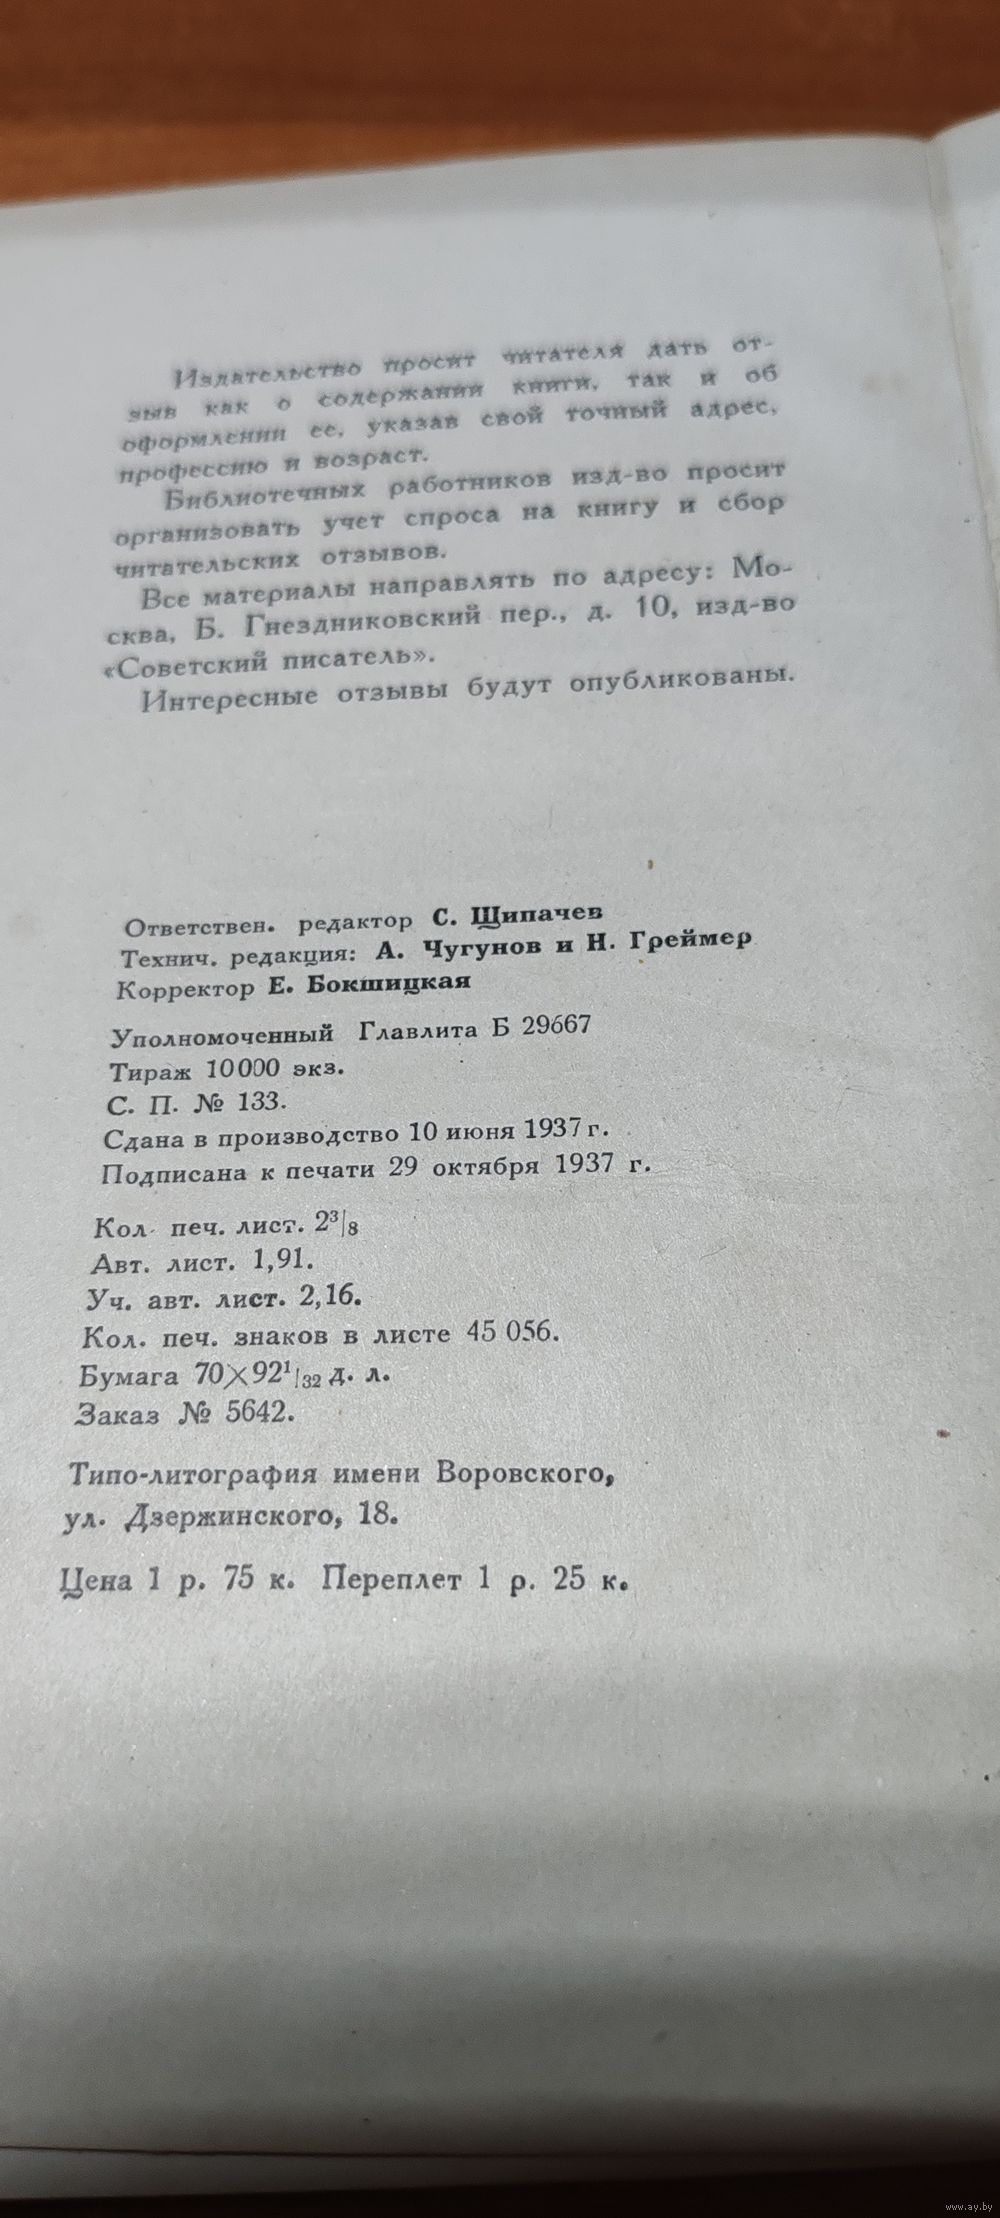 Издательство просит читателя дать от-
зыв как о содержании книги, так и об
оформлении ее, указав свой точный адрес,
профессию и возраст.
Библиотечных работников изд-во просит
организовать учет спроса на книгу и сбор
читательских отзывов.
Все материалы направлять по адресу: Мо-
сква, Б. Гнездниковский пер., д. 10, изд-во
«Советский писатель».
Интересные отзывы будут опубликованы.
Ответствен. редактор С. Щипачев
Технич. редакция: А. Чугунов и Н. Греймер
Корректор Е. Бокшицкая
Уполномоченный Главлита Б 29667
Тираж 10000 экз.
С. П. № 133.
Сдана в производство 10 июня 1937 г.
Подписана к печати 29 октября 1937 г.
Кол. печ. лист. 2³/₈
Авт. лист. 1,91.
Уч. авт. лист. 2,16.
Кол. печ. знаков в листе 45 056.
Бумага 70×92¹/₃₂ д. л.
Заказ № 5642.
Типо-литография имени Воровского,
ул. Дзержинского, 18.
Цена 1 р. 75 к. Переплет 1 р. 25 к.
www.ay.by